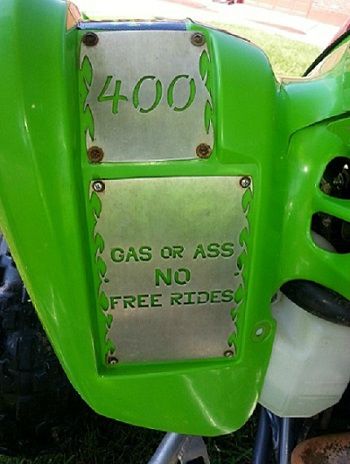 400
GAS OR ASS
NO
FREE RIDES